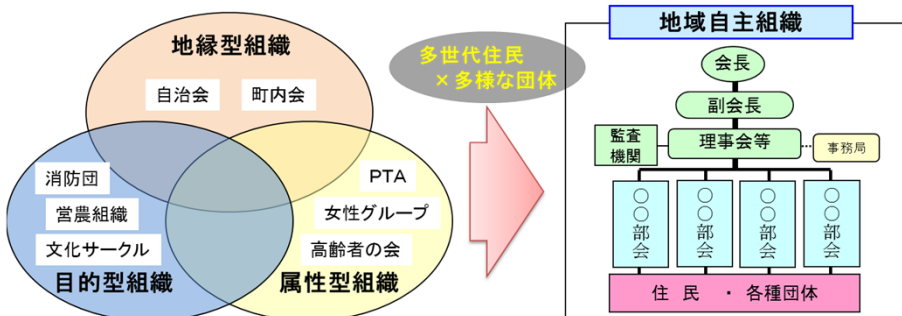 地縁型組織
自治会
町内会
消防団
営農組織
文化サークル
目的型組織
PTA
女性グループ
高齢者の会
属性型組織
多世代住民
×多様な団体
地域自主組織
会長
副会長
監査
機関
理事会等
事務局
○○部会
○○部会
○○部会
○○部会
住民・各種団体